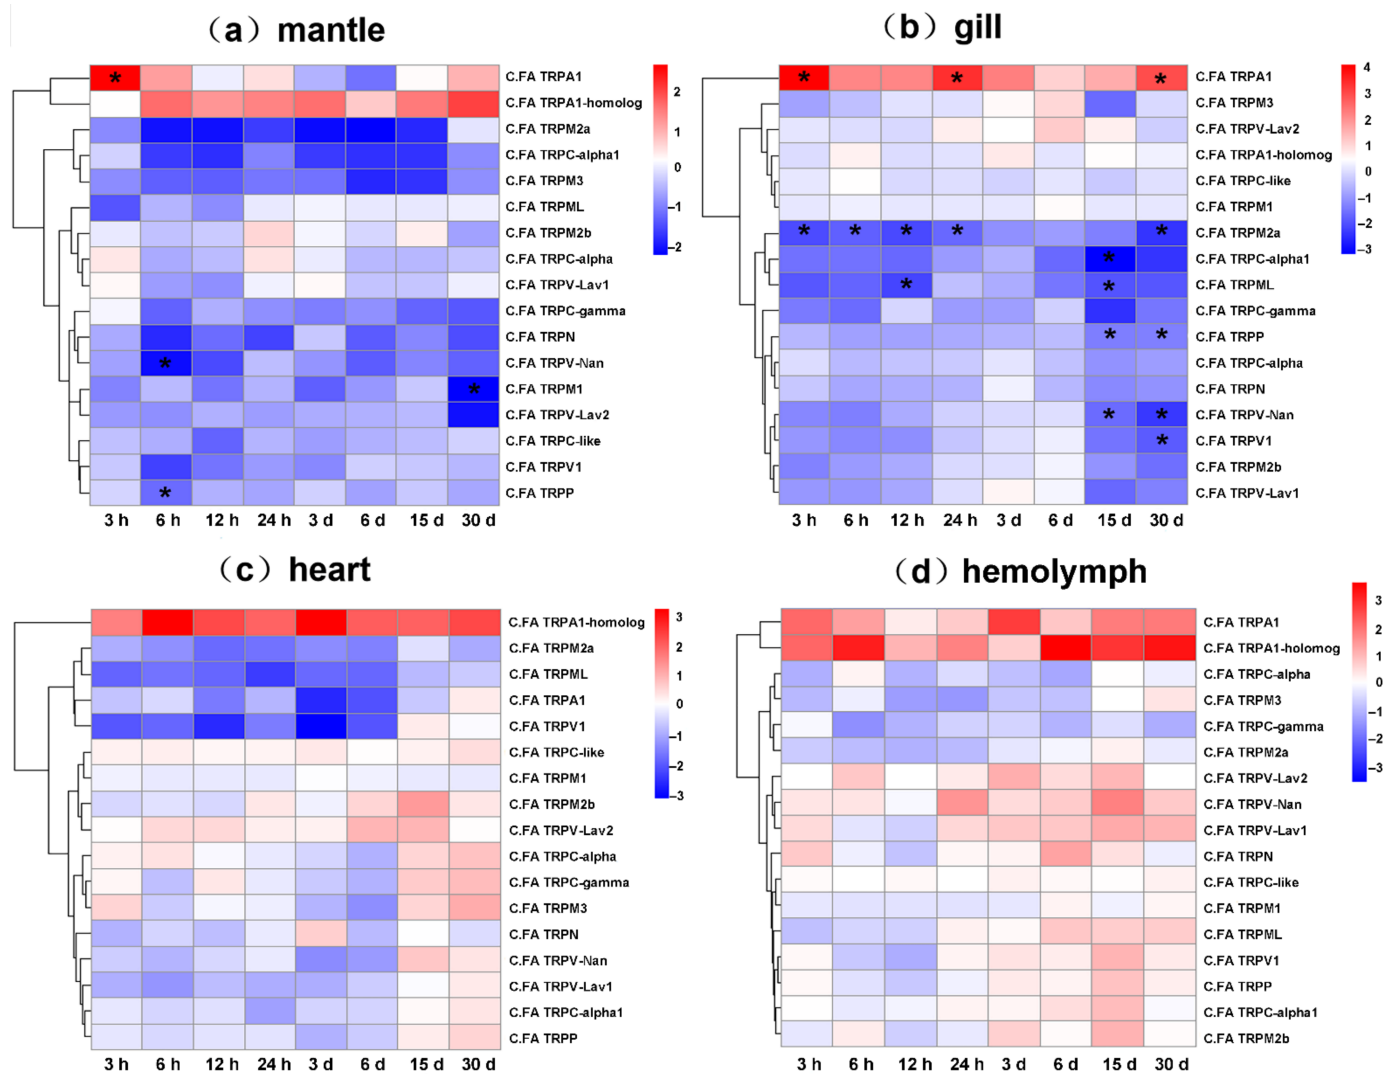 （a）mantle
C.FA TRPA1
C.FA TRPA1-homolog
C.FA TRPM2a
C.FA TRPC-alpha1
C.FA TRPM3
C.FA TRPML
C.FA TRPM2b
C.FA TRPC-alpha
C.FA TRPV-Lav1
C.FA TRPC-gamma
C.FA TRPN
C.FA TRPV-Nan
C.FA TRPM1
C.FA TRPV-Lav2
C.FA TRPC-like
C.FA TRPV1
C.FA TRPP
3 h 6 h 12 h 24 h 3 d 6 d 15 d 30 d
2
1
0
−1
−2
（b）gill
C.FA TRPA1
C.FA TRPM3
C.FA TRPV-Lav2
C.FA TRPA1-holomog
C.FA TRPC-like
C.FA TRPM1
C.FA TRPM2a
C.FA TRPC-alpha1
C.FA TRPML
C.FA TRPC-gamma
C.FA TRPP
C.FA TRPC-alpha
C.FA TRPN
C.FA TRPV-Nan
C.FA TRPV1
C.FA TRPM2b
C.FA TRPV-Lav1
3 h 6 h 12 h 24 h 3 d 6 d 15 d 30 d
4
3
2
1
0
−1
−2
−3
（c）heart
C.FA TRPA1-homolog
C.FA TRPM2a
C.FA TRPML
C.FA TRPA1
C.FA TRPV1
C.FA TRPC-like
C.FA TRPM1
C.FA TRPM2b
C.FA TRPV-Lav2
C.FA TRPC-alpha
C.FA TRPC-gamma
C.FA TRPM3
C.FA TRPN
C.FA TRPV-Nan
C.FA TRPV-Lav1
C.FA TRPC-alpha1
C.FA TRPP
3 h 6 h 12 h 24 h 3 d 6 d 15 d 30 d
3
2
1
0
−1
−2
−3
（d）hemolymph
C.FA TRPA1
C.FA TRPA1-holomog
C.FA TRPC-alpha
C.FA TRPM3
C.FA TRPC-gamma
C.FA TRPM2a
C.FA TRPV-Lav2
C.FA TRPV-Nan
C.FA TRPV-Lav1
C.FA TRPN
C.FA TRPC-like
C.FA TRPM1
C.FA TRPML
C.FA TRPV1
C.FA TRPP
C.FA TRPC-alpha1
C.FA TRPM2b
3 h 6 h 12 h 24 h 3 d 6 d 15 d 30 d
3
2
1
0
−1
−2
−3